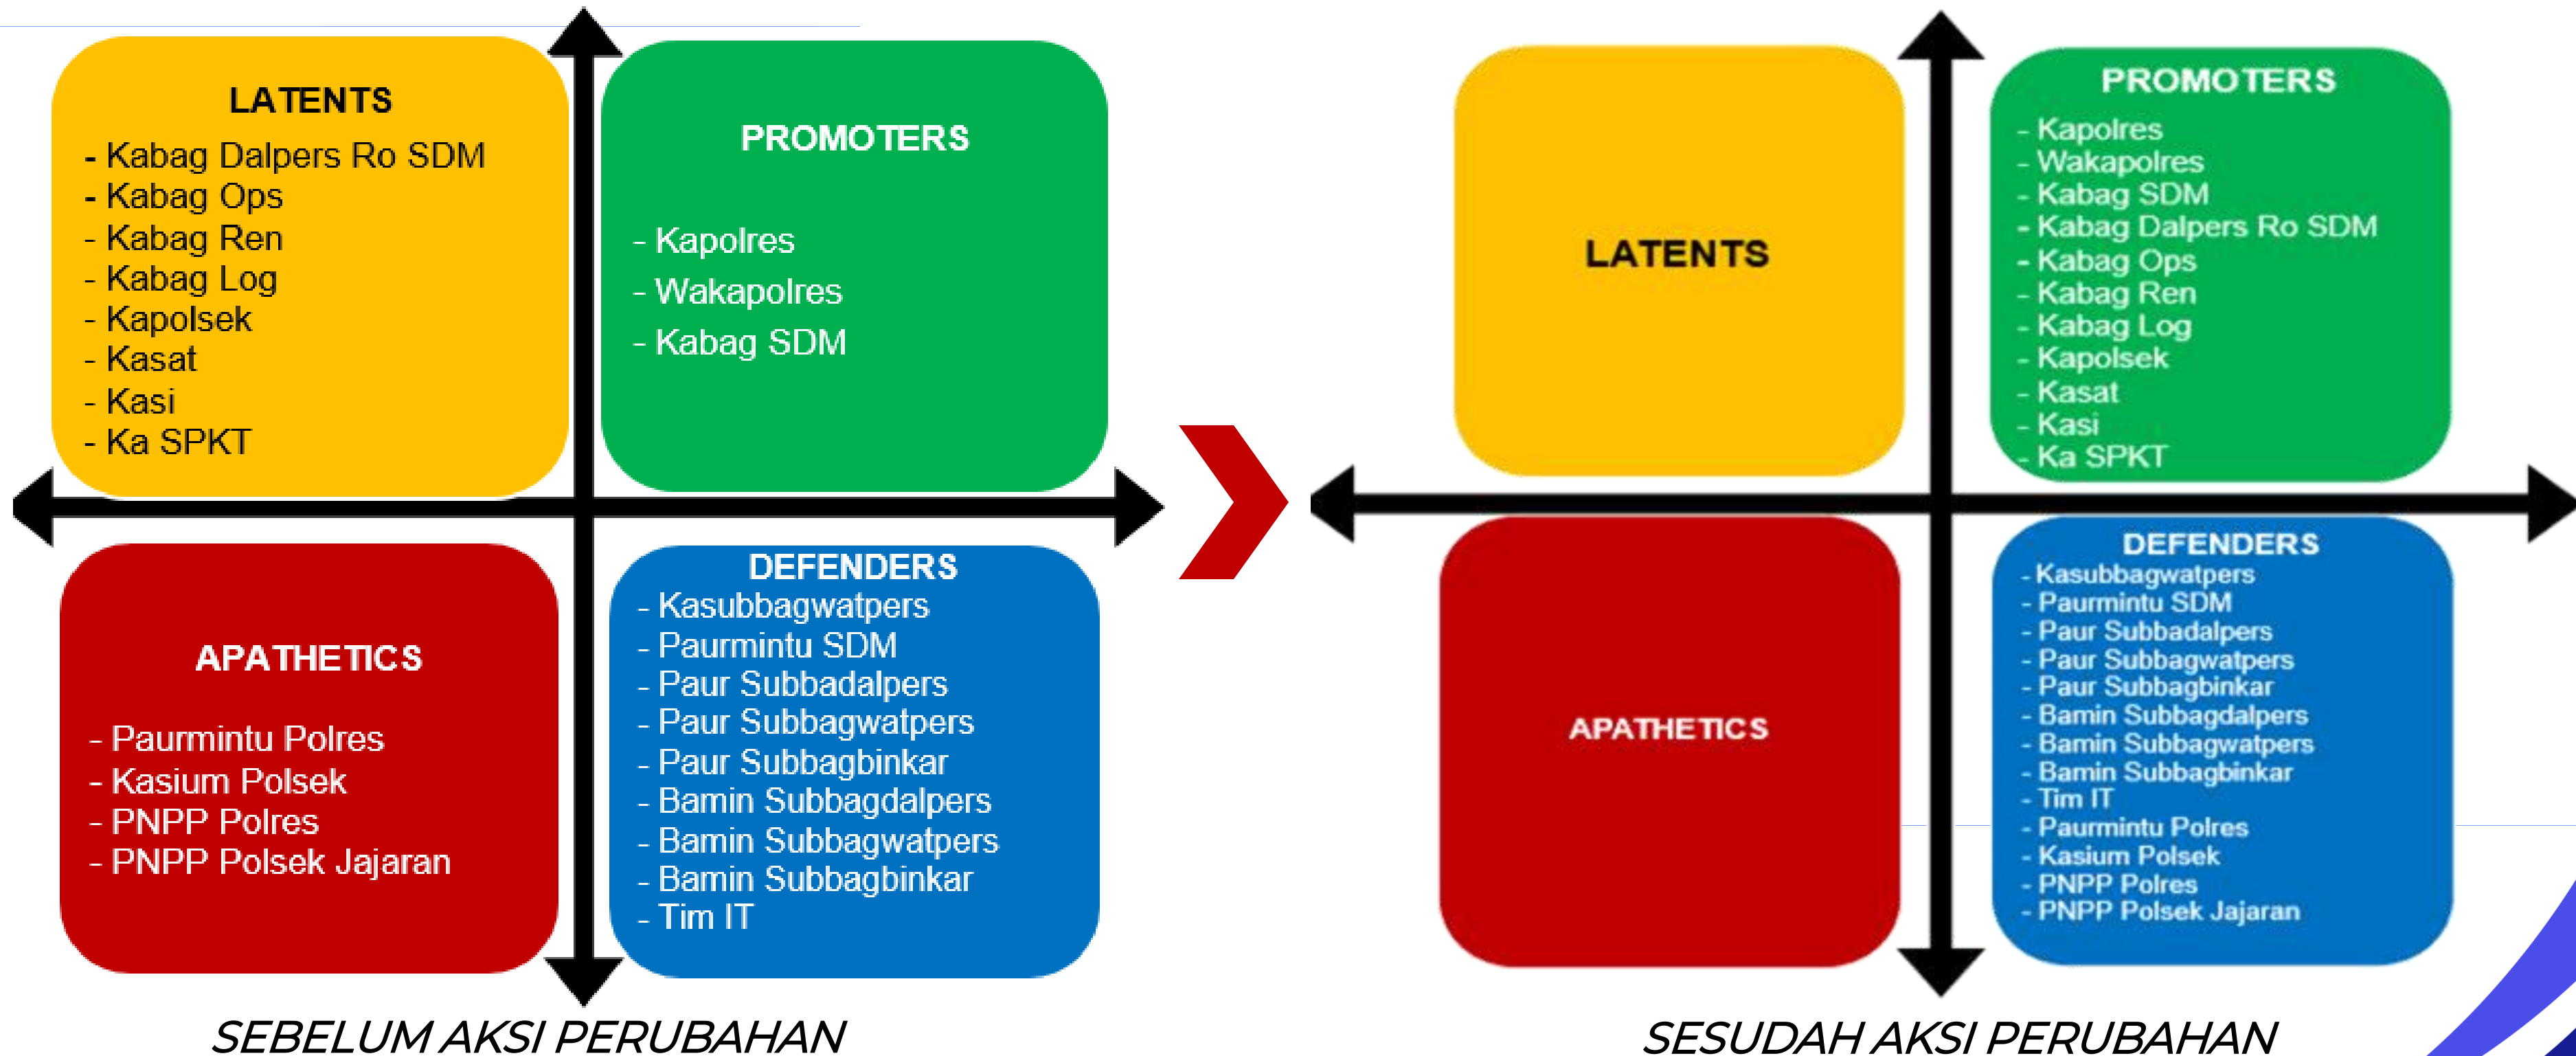 LATENTS
- Kabag Dalpers Ro SDM
- Kabag Ops
- Kabag Ren
- Kabag Log
- Kapolsek
- Kasat
- Kasi
- Ka SPKT
PROMOTERS
- Kapolres
- Wakapolres
- Kabag SDM
APATHETICS
- Paurmintu Polres
- Kasium Polsek
- PNPP Polres
- PNPP Polsek Jajaran
DEFENDERS
- Kasubbagwatpers
- Paurmintu SDM
- Paur Subbadalpers
- Paur Subbagwatpers
- Paur Subbagbinkar
- Bamin Subbagdalpers
- Bamin Subbagwatpers
- Bamin Subbagbinkar
- Tim IT
SEBELUM AKSI PERUBAHAN
LATENTS
PROMOTERS
- Kapolres
- Wakapolres
- Kabag SDM
- Kabag Dalpers Ro SDM
- Kabag Ops
- Kabag Ren
- Kabag Log
- Kapolsek
- Kasat
- Kasi
- Ka SPKT
APATHETICS
DEFENDERS
- Kasubbagwatpers
- Paurmintu SDM
- Paur Subbadalpers
- Paur Subbagwatpers
- Paur Subbagbinkar
- Bamin Subbagdalpers
- Bamin Subbagwatpers
- Bamin Subbagbinkar
- Tim IT
- Paurmintu Polres
- Kasium Polsek
- PNPP Polres
- PNPP Polsek Jajaran
SESUDAH AKSI PERUBAHAN